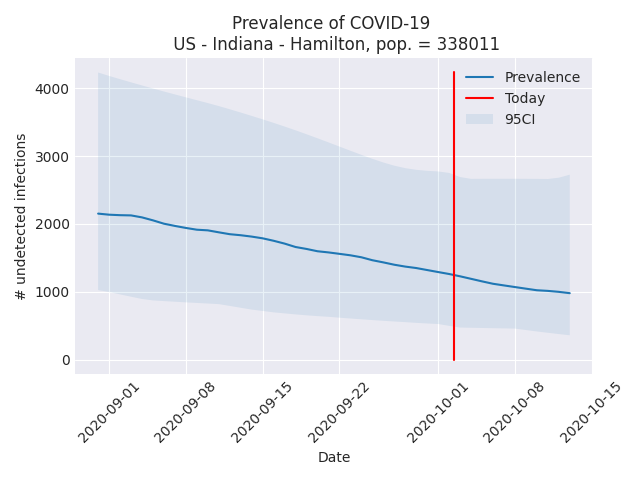 Prevalence of COVID-19
US - Indiana - Hamilton, pop. = 338011
Prevalence
Today
95CI
# undetected infections
4000
3000
2000
1000
0
2020-09-01
2020-09-08
2020-09-15
2020-09-22
2020-10-01
2020-10-08
2020-10-15
Date